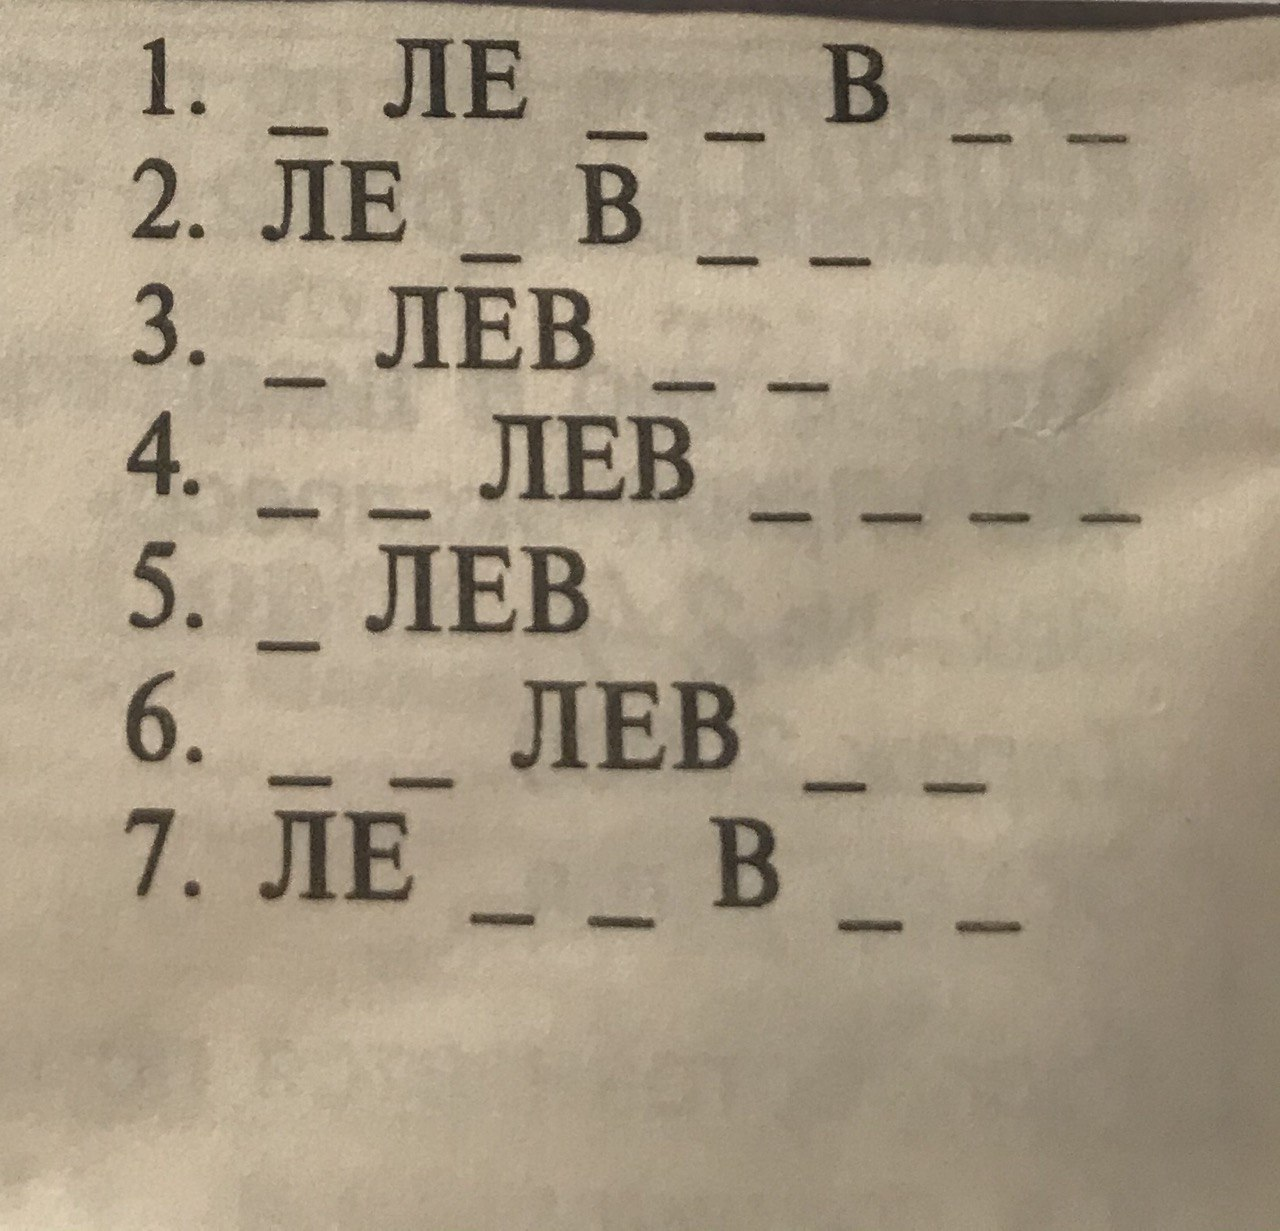 1. _ ЛЕ _ _ В _ _
2. ЛЕ _ В _ _
3. _ ЛЕВ _ _
4. _ _ ЛЕВ _ _ _ _
5. _ ЛЕВ
6. _ _ ЛЕВ _ _
7. ЛЕ _ _ В _ _